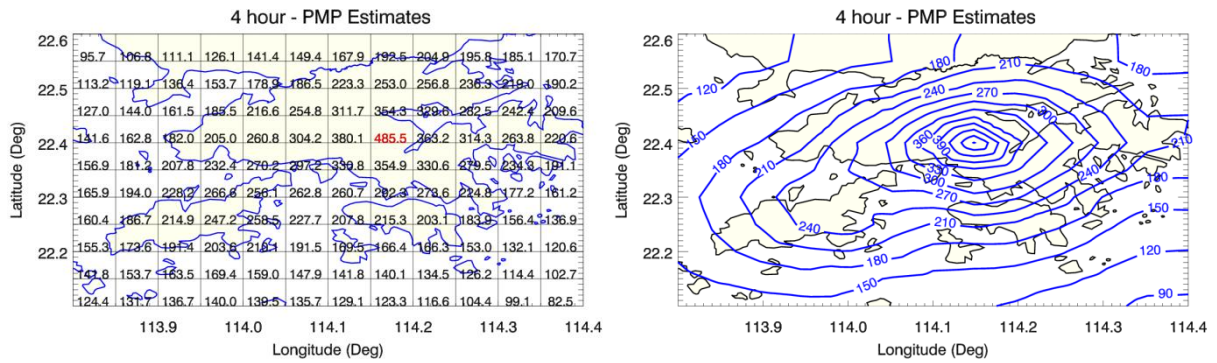 4 hour - PMP Estimates
22.6
95.7 106.8 111.1 126.1 141.4 149.4 167.9 192.5 204.9 195.8 185.1 170.7
113.2 119.1 136.4 153.7 178.9 186.5 223.3 253.0 256.8 236.3 218.0 190.2
22.5
127.0 144.0 161.5 185.5 216.6 254.8 311.7 354.3 329.6 282.5 242.4 209.6
141.6 162.8 182.0 205.0 260.8 304.2 380.1 485.5 363.2 314.3 263.8 220.6
22.4
156.9 181.2 207.8 232.4 270.2 297.2 339.8 354.9 330.6 279.5 234.3 191.1
165.9 194.0 228.2 266.6 256.1 262.8 260.7 262.3 273.6 224.8 177.2 161.2
22.3
160.4 186.7 214.9 247.2 258.5 227.7 207.8 215.3 203.1 183.9 156.4 136.9
155.3 173.6 191.4 203.6 218.1 191.5 169.5 166.4 166.3 153.0 132.1 120.6
22.2
141.8 153.7 163.5 169.4 159.0 147.9 141.8 140.1 134.5 126.2 114.4 102.7
124.4 131.7 136.7 140.0 139.5 135.7 129.1 123.3 116.6 104.4 99.1 82.5
Latitude (Deg)
113.9 114.0 114.1 114.2 114.3 114.4
Longitude (Deg)
4 hour - PMP Estimates
22.6
180 210 180
120
22.5
240 270
150 300
360
22.4
390 210
180
210
330 240
300 180
22.3
270 150
240 210
22.2
180 120
150
90
Latitude (Deg)
113.9 114.0 114.1 114.2 114.3 114.4
Longitude (Deg)